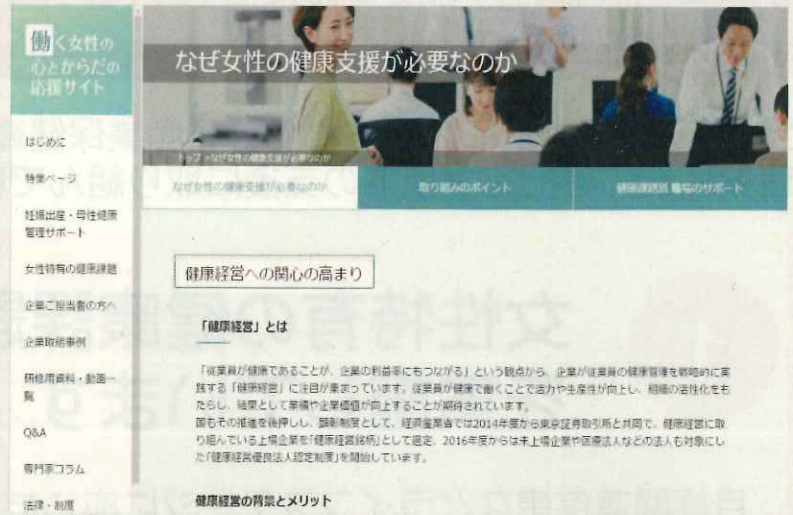 働く女性の
心とからだの
応援サイト
はじめに
特集ページ
妊娠出産・母性健康
管理サポート
女性特有の健康課題
企業ご担当者の方へ
企業取組事例
研修用資料・動画一
覧
Q&A
専門家コラム
法律・制度
なぜ女性の健康支援が必要なのか
トップ >なぜ女性の健康支援が必要なのか
なぜ女性の健康支援が必要なのか
取り組みのポイント
健康課題別 職場のサポート
健康経営への関心の高まり
「健康経営」とは
「従業員が健康であることが、企業の利益率にもつながる」という観点から、企業が従業員の健康管理を戦略的に実
践する「健康経営」に注目が集まっています。従業員が健康で働くことで活力や生産性が向上し、組織の活性化をも
たらし、結果として業績や企業価値が向上することが期待されています。
国もその推進を後押しし、顕彰制度として、経済産業省では2014年度から東京証券取引所と共同で、健康経営に取
り組んでいる上場企業を「健康経営銘柄」として選定、2016年度からは未上場企業や医療法人などの法人も対象にし
た「健康経営優良法人認定制度」を開始しています。
健康経営の背景とメリット